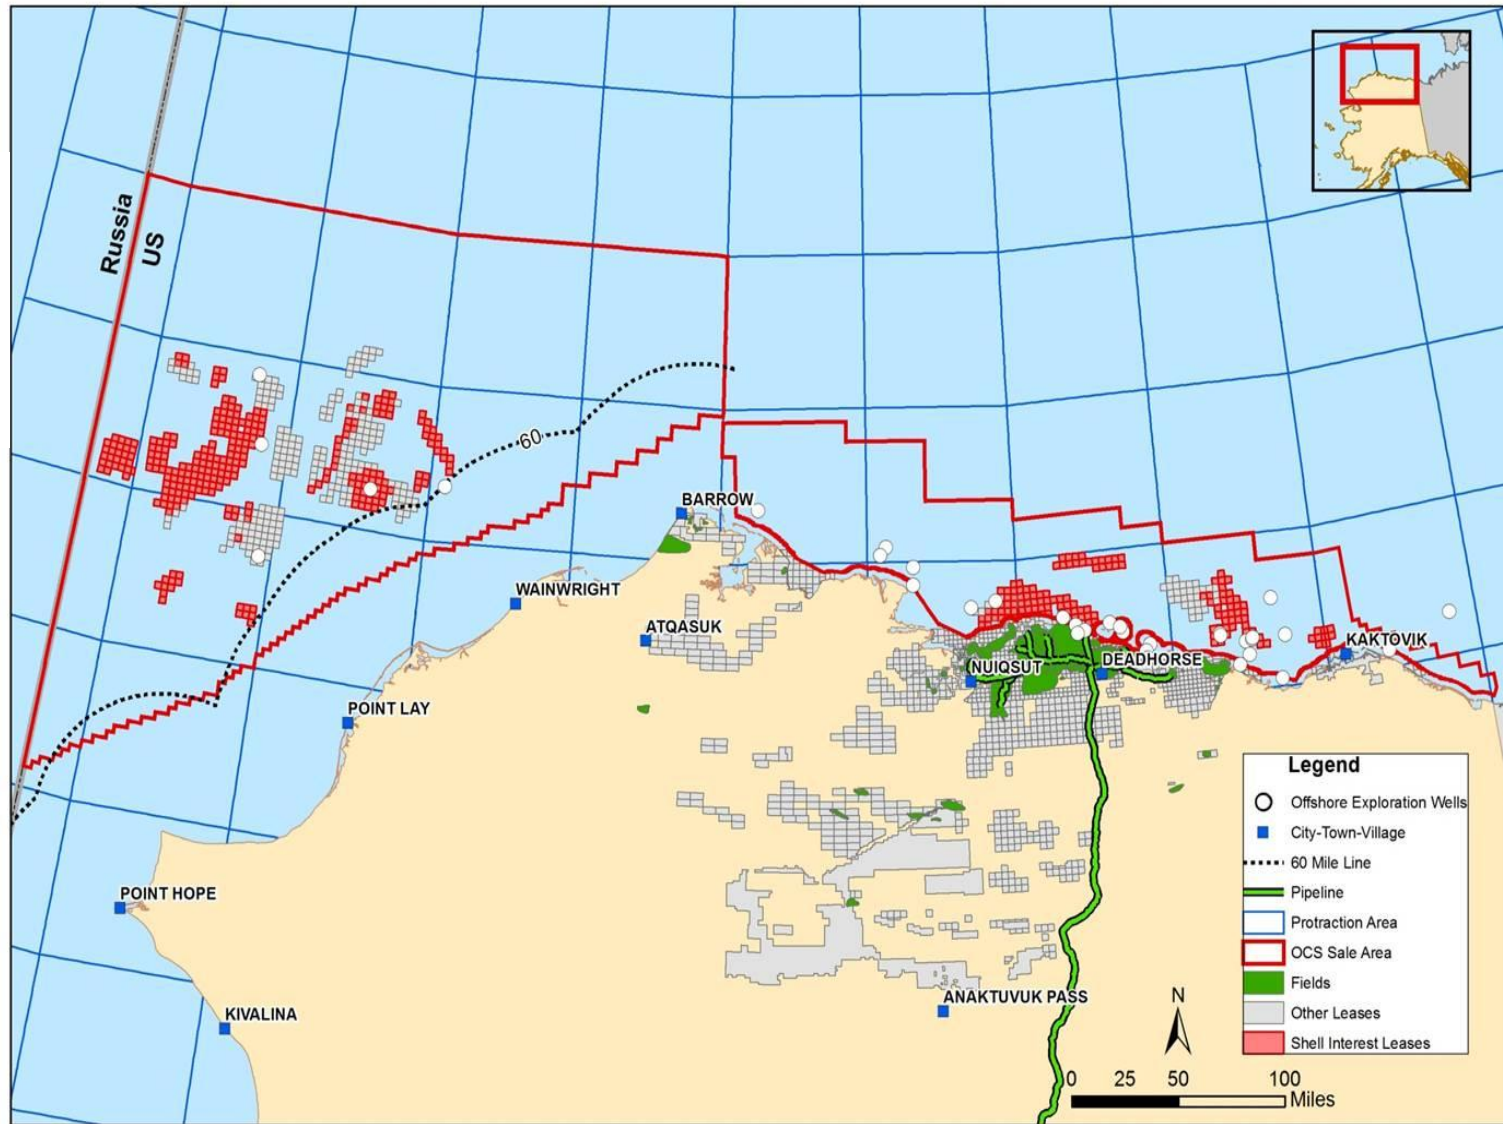 Russia
US
60
BARROW
WAINWRIGHT
ATQASUK
KAKTOVIK
NUIQSUT
DEADHORSE
POINT LAY
POINT HOPE
ANAKTUVUK PASS
KIVALINA
Legend
Offshore Exploration Wells
City-Town-Village
60 Mile Line
Pipeline
Protraction Area
OCS Sale Area
Fields
Other Leases
Shell Interest Leases
N
0 25 50 100
Miles